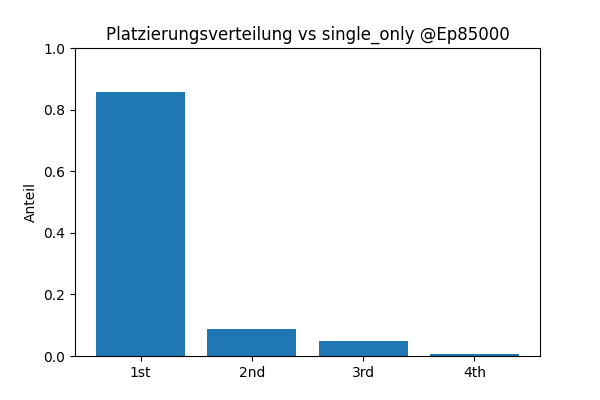 Platzierungsverteilung vs single_only @Ep85000
1.0
0.8
0.6
0.4
0.2
0.0
Anteil
1st
2nd
3rd
4th